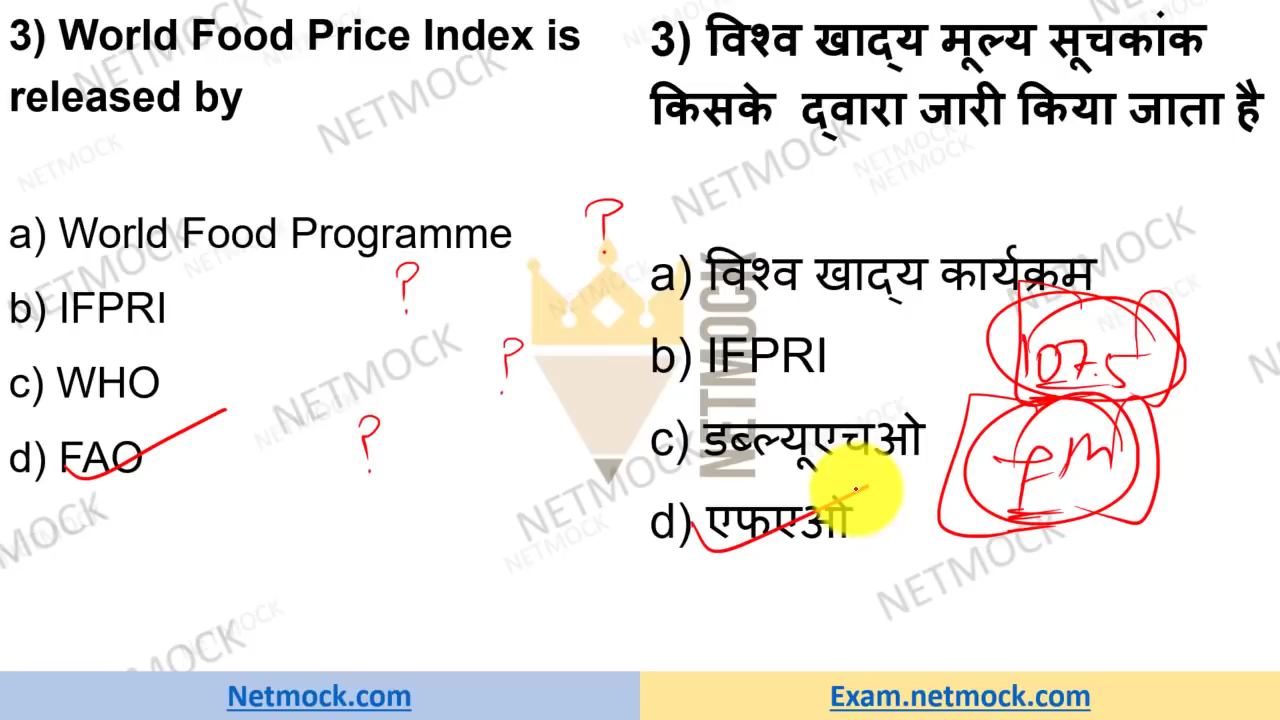 3) World Food Price Index is
released by
a) World Food Programme
b) IFPRI
c) WHO
d) FAO
3) विश्व खाद्य मूल्य सूचकांक
किसके द्वारा जारी किया जाता है
a) विश्व खाद्य कार्यक्रम
b) IFPRI
c) डब्ल्यूएचओ
d) एफएओ
?
?
?
?
107.5
NETMOCK
Netmock.com
Exam.netmock.com